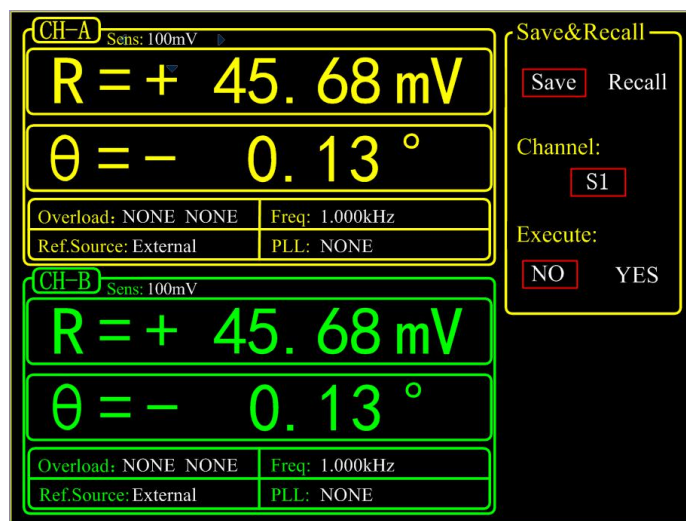 CH-A Sens: 100mV
R = + 45.68 mV
θ = - 0.13 °
Overload: NONE NONE Freq: 1.000kHz
Ref.Source: External PLL: NONE
CH-B Sens: 100mV
R = + 45.68 mV
θ = - 0.13 °
Overload: NONE NONE Freq: 1.000kHz
Ref.Source: External PLL: NONE
Save&Recall
Save Recall
Channel:
S1
Execute:
NO YES